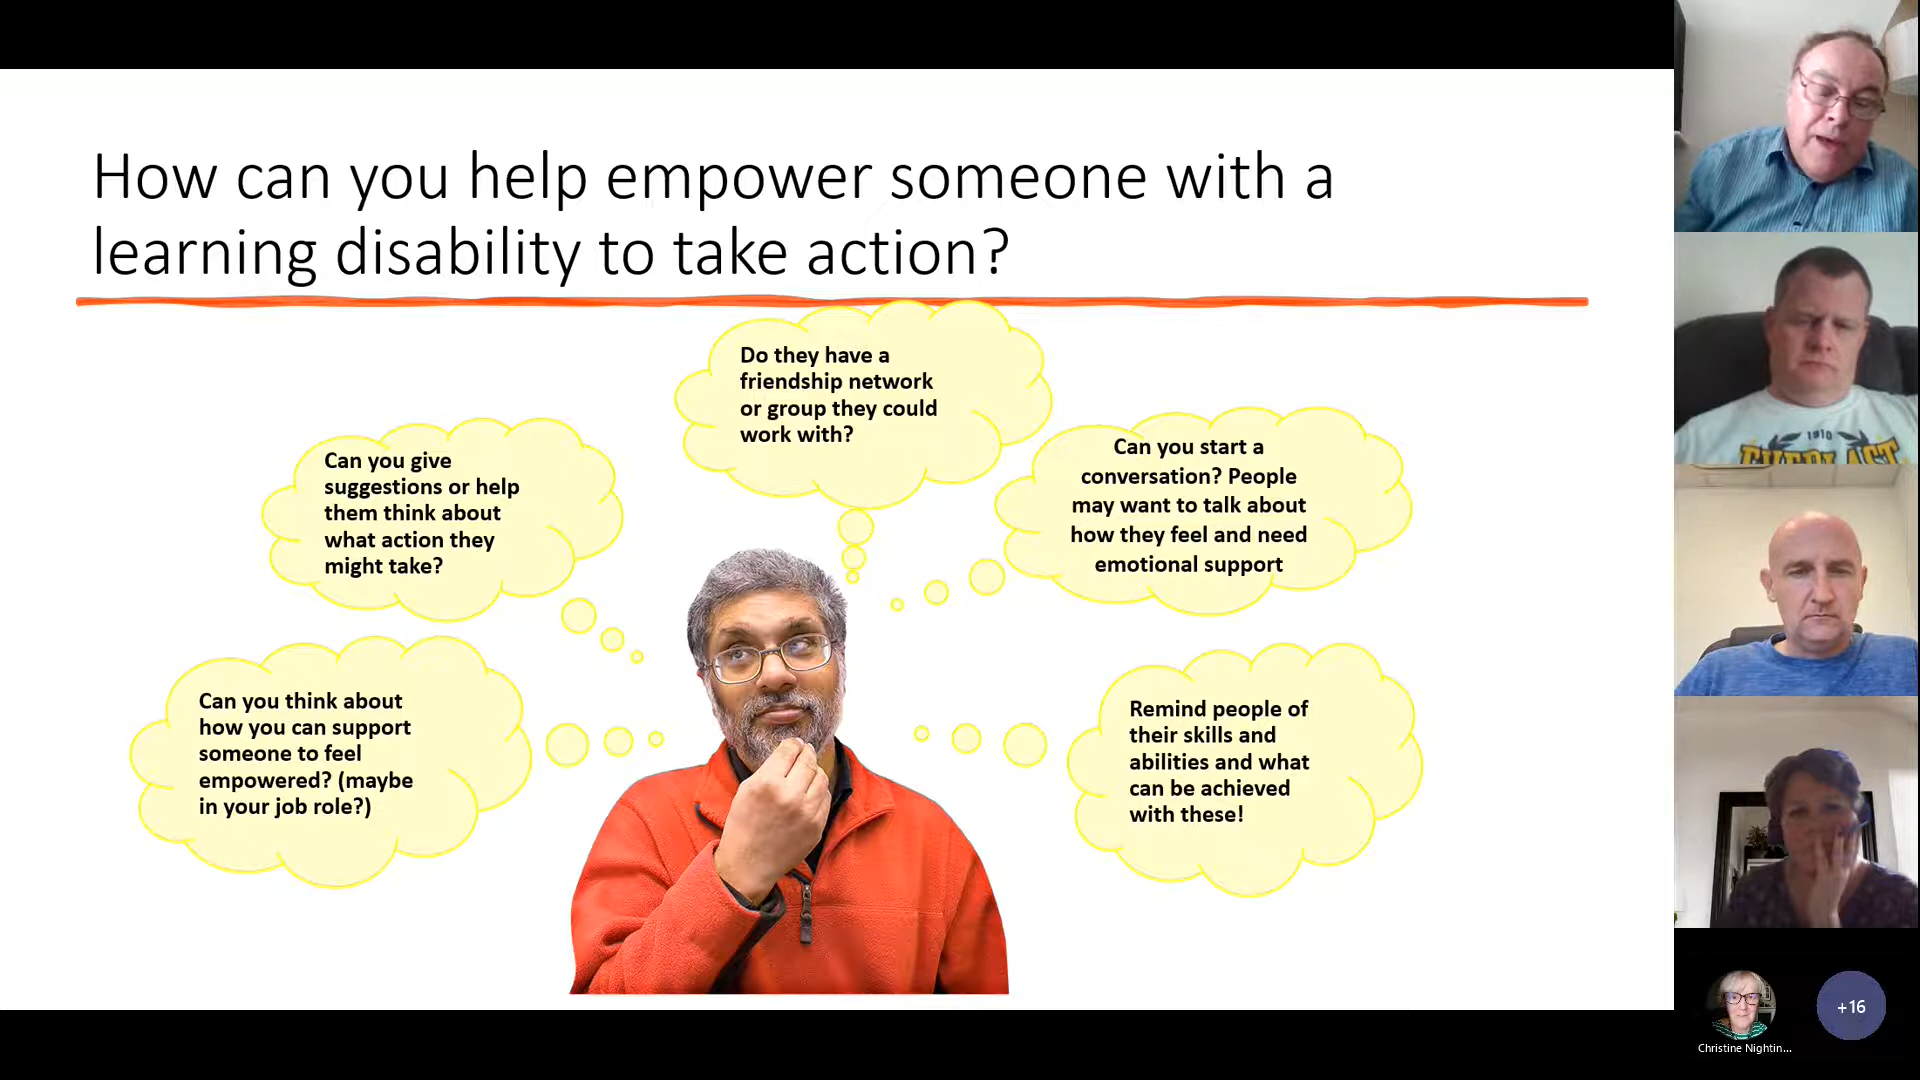 How can you help empower someone with a
learning disability to take action?
Do they have a
friendship network
or group they could
work with?
Can you give
suggestions or help
them think about
what action they
might take?
Can you start a
conversation? People
may want to talk about
how they feel and need
emotional support
Can you think about
how you can support
someone to feel
empowered? (maybe
in your job role?)
Remind people of
their skills and
abilities and what
can be achieved
with these!
1910
EVERLAST
+16
Christine Nightin...